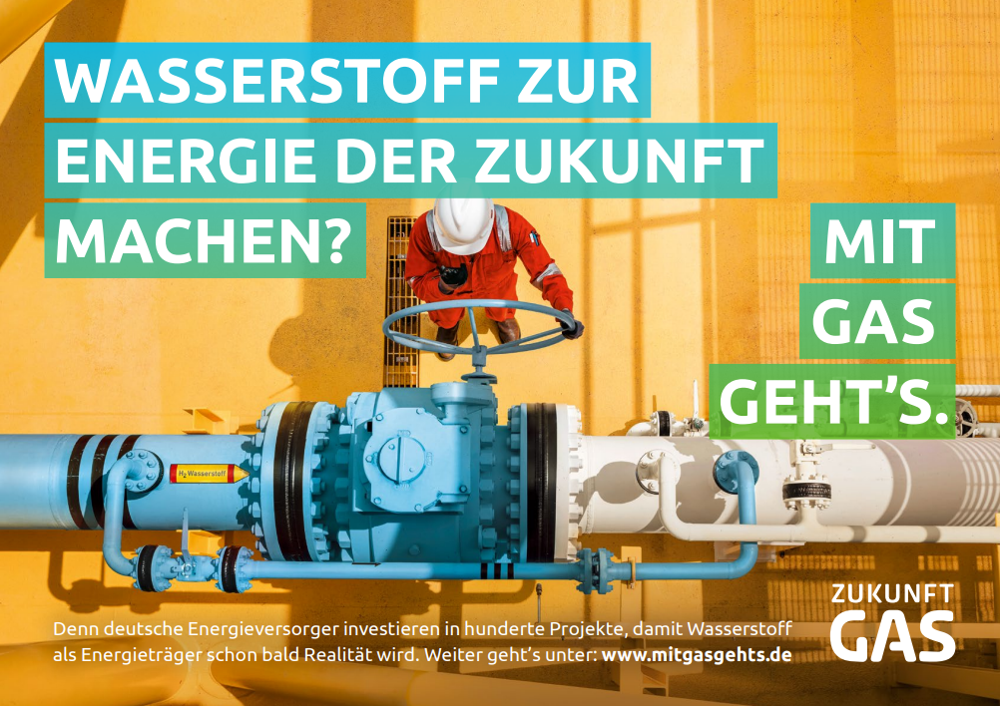 WASSERSTOFF ZUR
ENERGIE DER ZUKUNFT
MACHEN?
MIT
GAS
GEHT’S.
H2 Wasserstoff
Denn deutsche Energieversorger investieren in hunderte Projekte, damit Wasserstoff
als Energieträger schon bald Realität wird. Weiter geht’s unter: www.mitgasgehts.de
ZUKUNFT
GAS